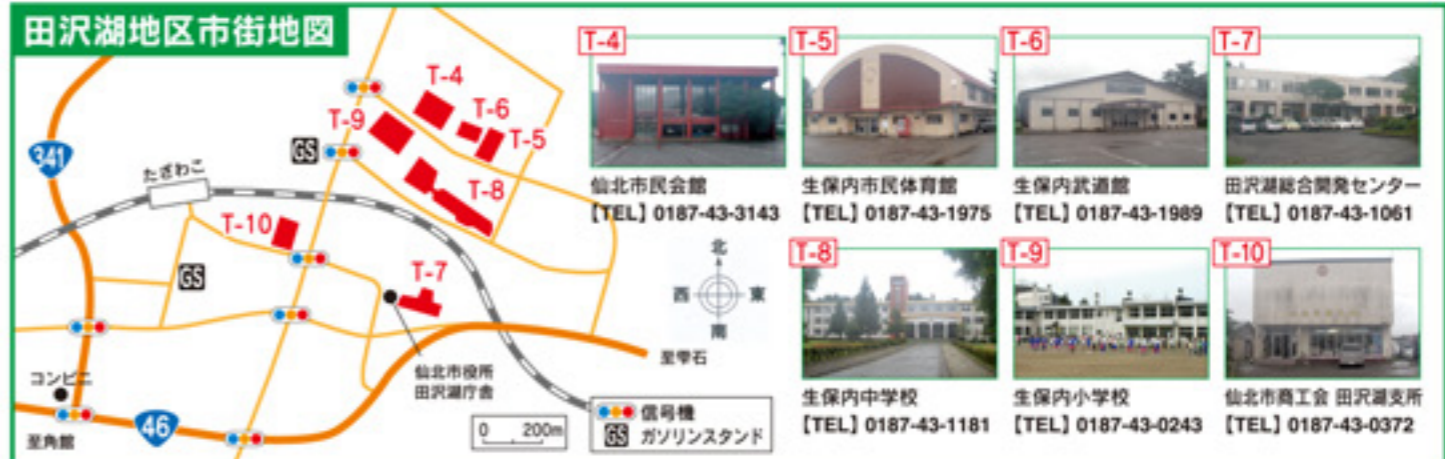 田沢湖地区市街地図
341
たざわこ
GS
GS
T-4
T-6
T-9
T-5
T-8
T-10
T-7
北
西 東
南
仙北市役所
田沢湖庁舎
至雫石
コンビニ
至角館
46
0 200m
信号機
GS ガソリンスタンド
T-4
仙北市民会館
【TEL】0187-43-3143
T-5
生保内市民体育館
【TEL】0187-43-1975
T-6
生保内武道館
【TEL】0187-43-1989
T-7
田沢湖総合開発センター
【TEL】0187-43-1061
T-8
生保内中学校
【TEL】0187-43-1181
T-9
生保内小学校
【TEL】0187-43-0243
T-10
仙北市商工会 田沢湖支所
【TEL】0187-43-0372